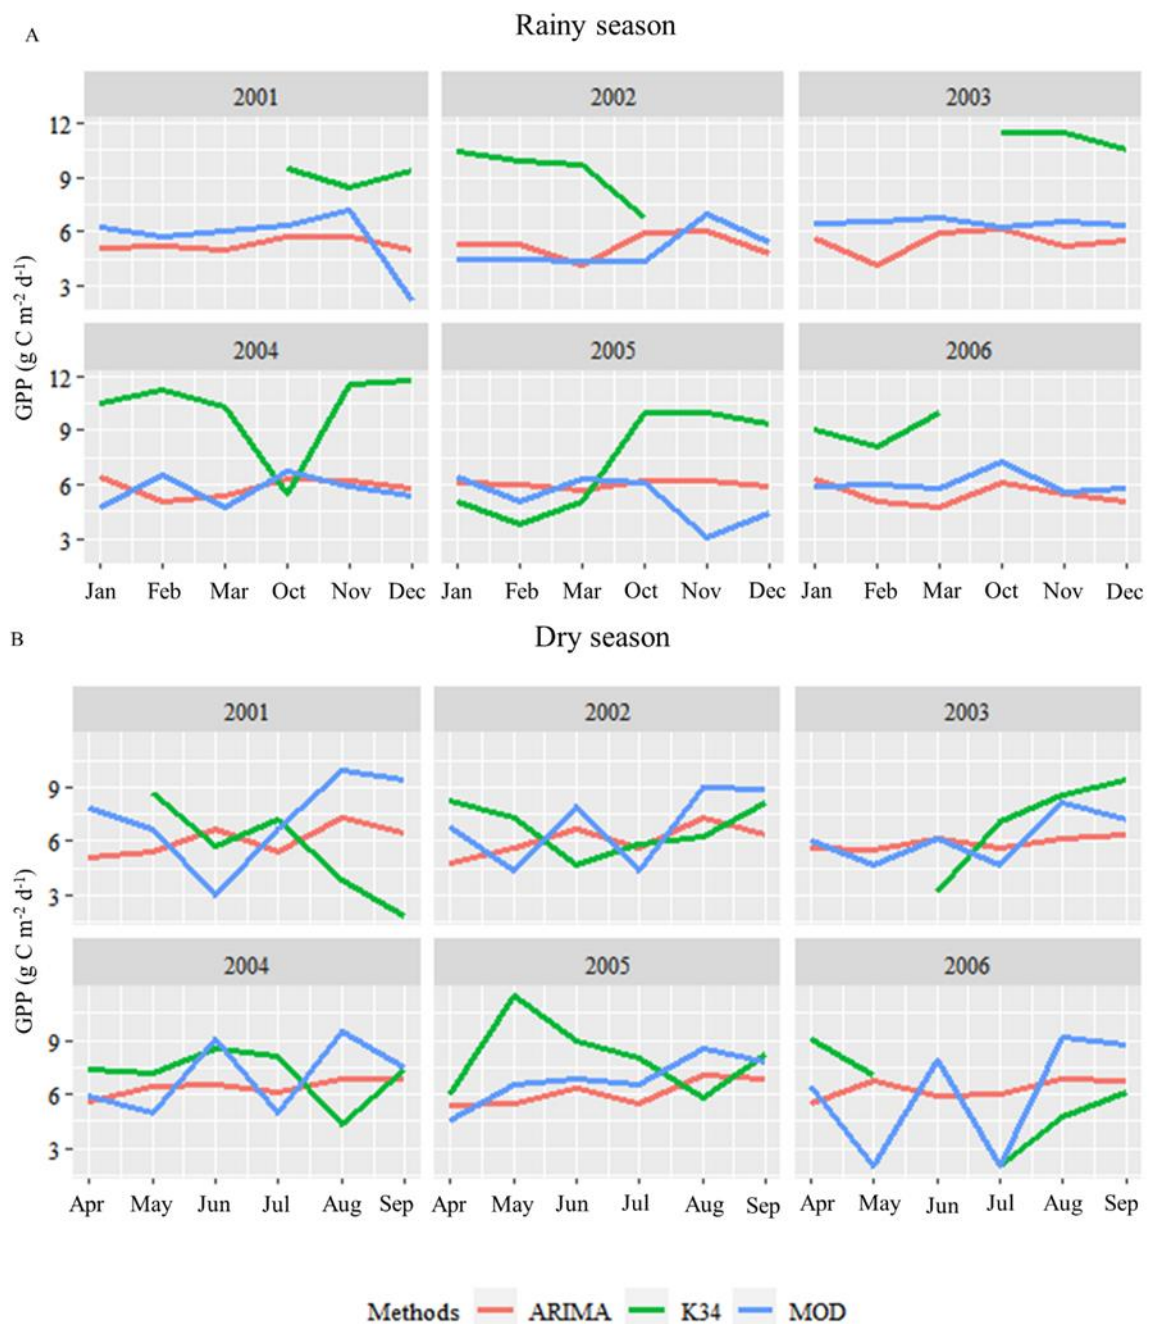 A
Rainy season
2001 2002 2003
12
9
6
3
2004 2005 2006
12
9
6
3
GPP (g C m⁻² d⁻¹)
Jan Feb Mar Oct Nov Dec Jan Feb Mar Oct Nov Dec Jan Feb Mar Oct Nov Dec
B
Dry season
2001 2002 2003
9
6
3
2004 2005 2006
9
6
3
GPP (g C m⁻² d⁻¹)
Apr May Jun Jul Aug Sep Apr May Jun Jul Aug Sep Apr May Jun Jul Aug Sep
Methods ARIMA K34 MOD